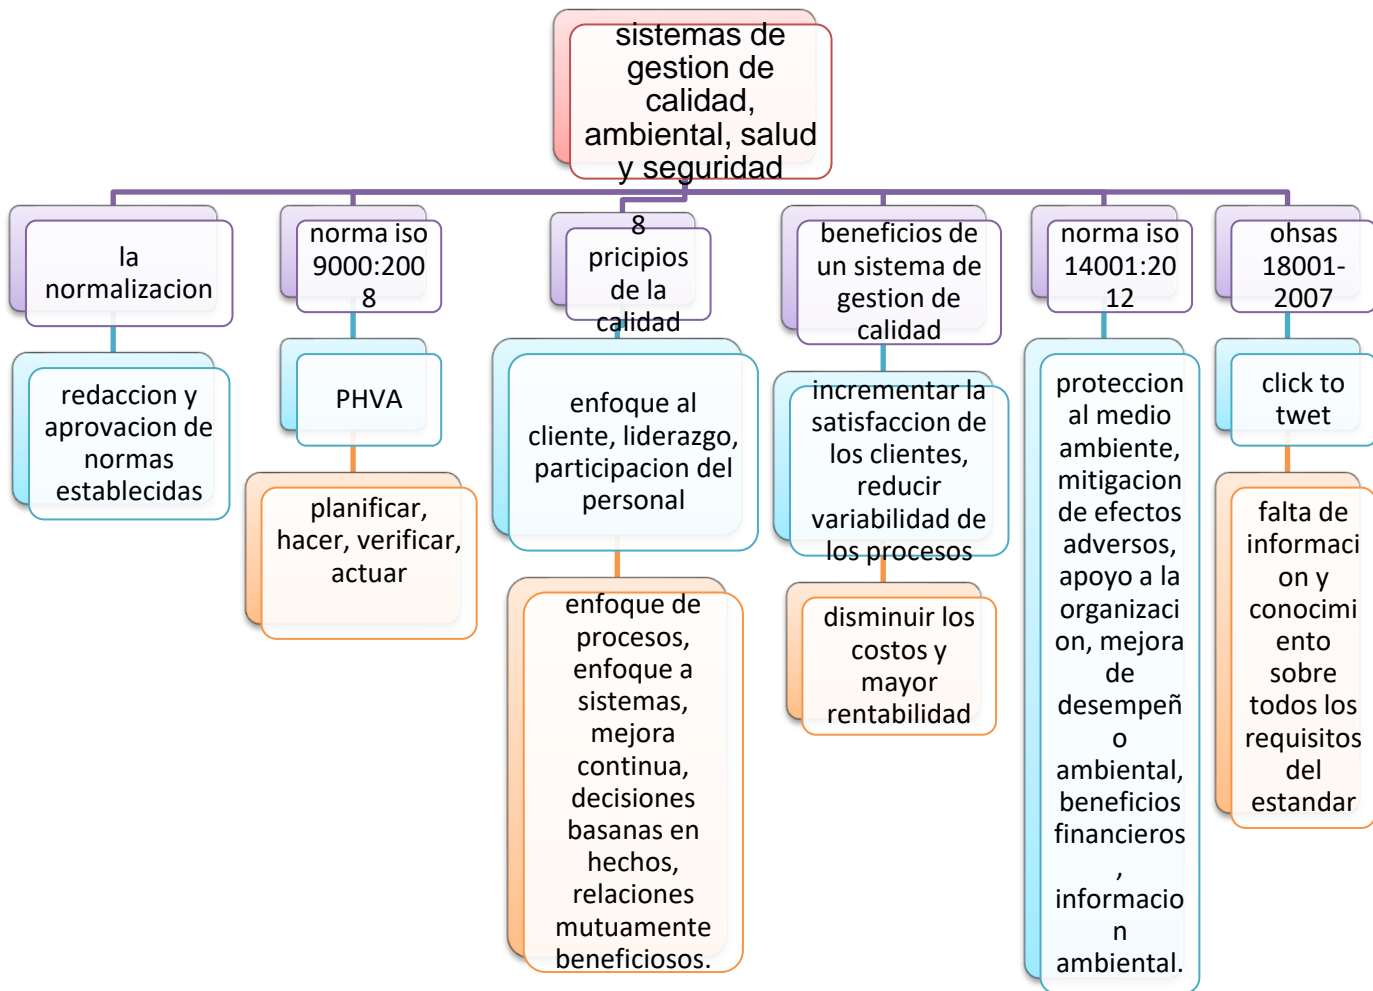 sistemas de
gestion de
calidad,
ambiental, salud
y seguridad
la
normalizacion
redaccion y
aprovacion de
normas
establecidas
norma iso
9000:200
8
PHVA
planificar,
hacer, verificar,
actuar
8
pricipios
de la
calidad
enfoque al
cliente, liderazgo,
participacion del
personal
enfoque de
procesos,
enfoque a
sistemas,
mejora
continua,
decisiones
basanas en
hechos,
relaciones
mutuamente
beneficiosos.
beneficios de
un sistema de
gestion de
calidad
incrementar la
satisfaccion de
los clientes,
reducir
variabilidad de
los procesos
disminuir los
costos y
mayor
rentabilidad
norma iso
14001:20
12
proteccion
al medio
ambiente,
mitigacion
de efectos
adversos,
apoyo a la
organizaci
on, mejora
de
desempeñ
o
ambiental,
beneficios
financieros
,
informacio
n
ambiental.
ohsas
18001-
2007
click to
twet
falta de
informaci
on y
conocimi
ento
sobre
todos los
requisitos
del
estandar